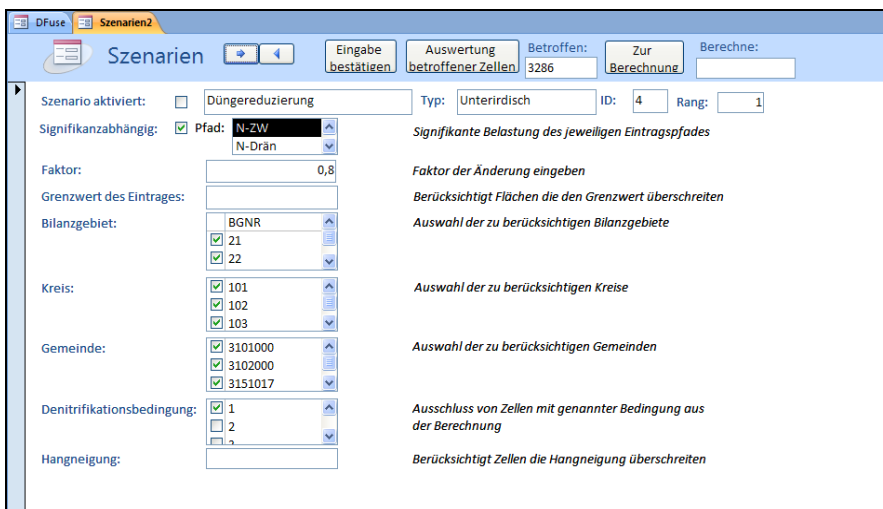 DFuse Szenarien2
Szenarien
Eingabe bestätigen
Auswertung betroffener Zellen
Betroffen:
3286
Zur Berechnung
Berechne:
Szenario aktiviert: Düngereduzierung Typ: Unterirdisch ID: 4 Rang: 1
Signifikanzabhängig: Pfad: N-ZW
N-Drän
Signifikante Belastung des jeweiligen Eintragspfades
Faktor: 0,8 Faktor der Änderung eingeben
Grenzwert des Eintrages: Berücksichtigt Flächen die den Grenzwert überschreiten
Bilanzgebiet: BGNR Auswahl der zu berücksichtigen Bilanzgebiete
21
22
Kreis: 101 Auswahl der zu berücksichtigen Kreise
102
103
Gemeinde: 3101000 Auswahl der zu berücksichtigen Gemeinden
3102000
3151017
Denitrifikationsbedingung: 1 Ausschluss von Zellen mit genannter Bedingung aus
2 der Berechnung
Hangneigung: Berücksichtigt Zellen die Hangneigung überschreiten